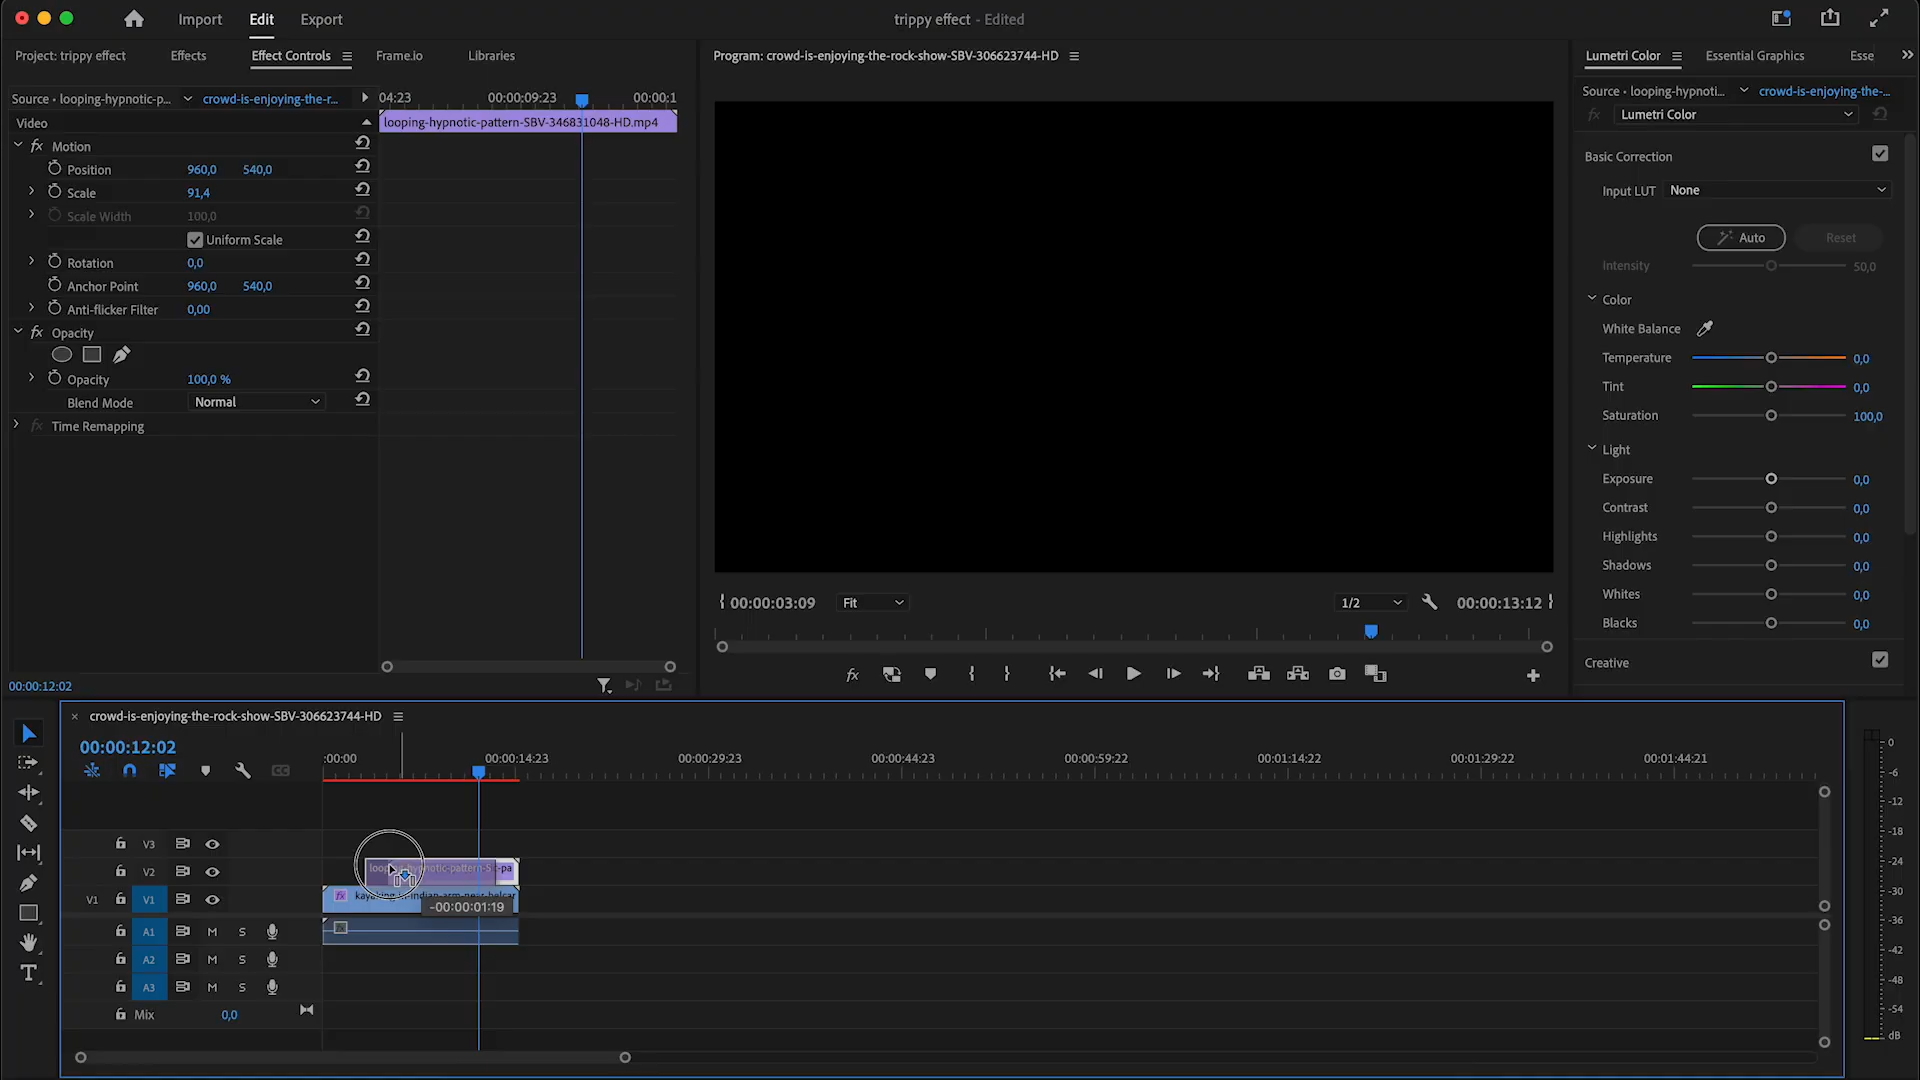 Import Edit Export
trippy effect - Edited
Project: trippy effect Effects Effect Controls Frame.io Libraries
Program: crowd-is-enjoying-the-rock-show-SBV-306623744-HD
Lumetri Color Essential Graphics Esse
Source • looping-hypnotic-p... crowd-is-enjoying-the-r...
04:23 00:00:09:23 00:00:1
Video
looping-hypnotic-pattern-SBV-346831048-HD.mp4
fx Motion
Position 960,0 540,0
Scale 91,4
Scale Width 100,0
Uniform Scale
Rotation 0,0
Anchor Point 960,0 540,0
Anti-flicker Filter 0,00
fx Opacity
Opacity 100,0 %
Blend Mode Normal
fx Time Remapping
00:00:12:02
00:00:03:09 Fit 1/2 00:00:13:12
fx
Source • looping-hypnoti... crowd-is-enjoying-the-...
fx Lumetri Color
Basic Correction
Input LUT None
Auto Reset
Intensity 50,0
Color
White Balance
Temperature 0,0
Tint 0,0
Saturation 100,0
Light
Exposure 0,0
Contrast 0,0
Highlights 0,0
Shadows 0,0
Whites 0,0
Blacks 0,0
Creative
× crowd-is-enjoying-the-rock-show-SBV-306623744-HD
00:00:12:02
:00:00 00:00:14:23 00:00:29:23 00:00:44:23 00:00:59:22 00:01:14:22 00:01:29:22 00:01:44:21
CC
V3
V2
V1 V1 fx
-00:00:01:19
A1 M S
A2 M S
A3 M S
Mix 0,0
T
0
-6
-12
-18
-24
-30
-36
-42
-48
-54
dB